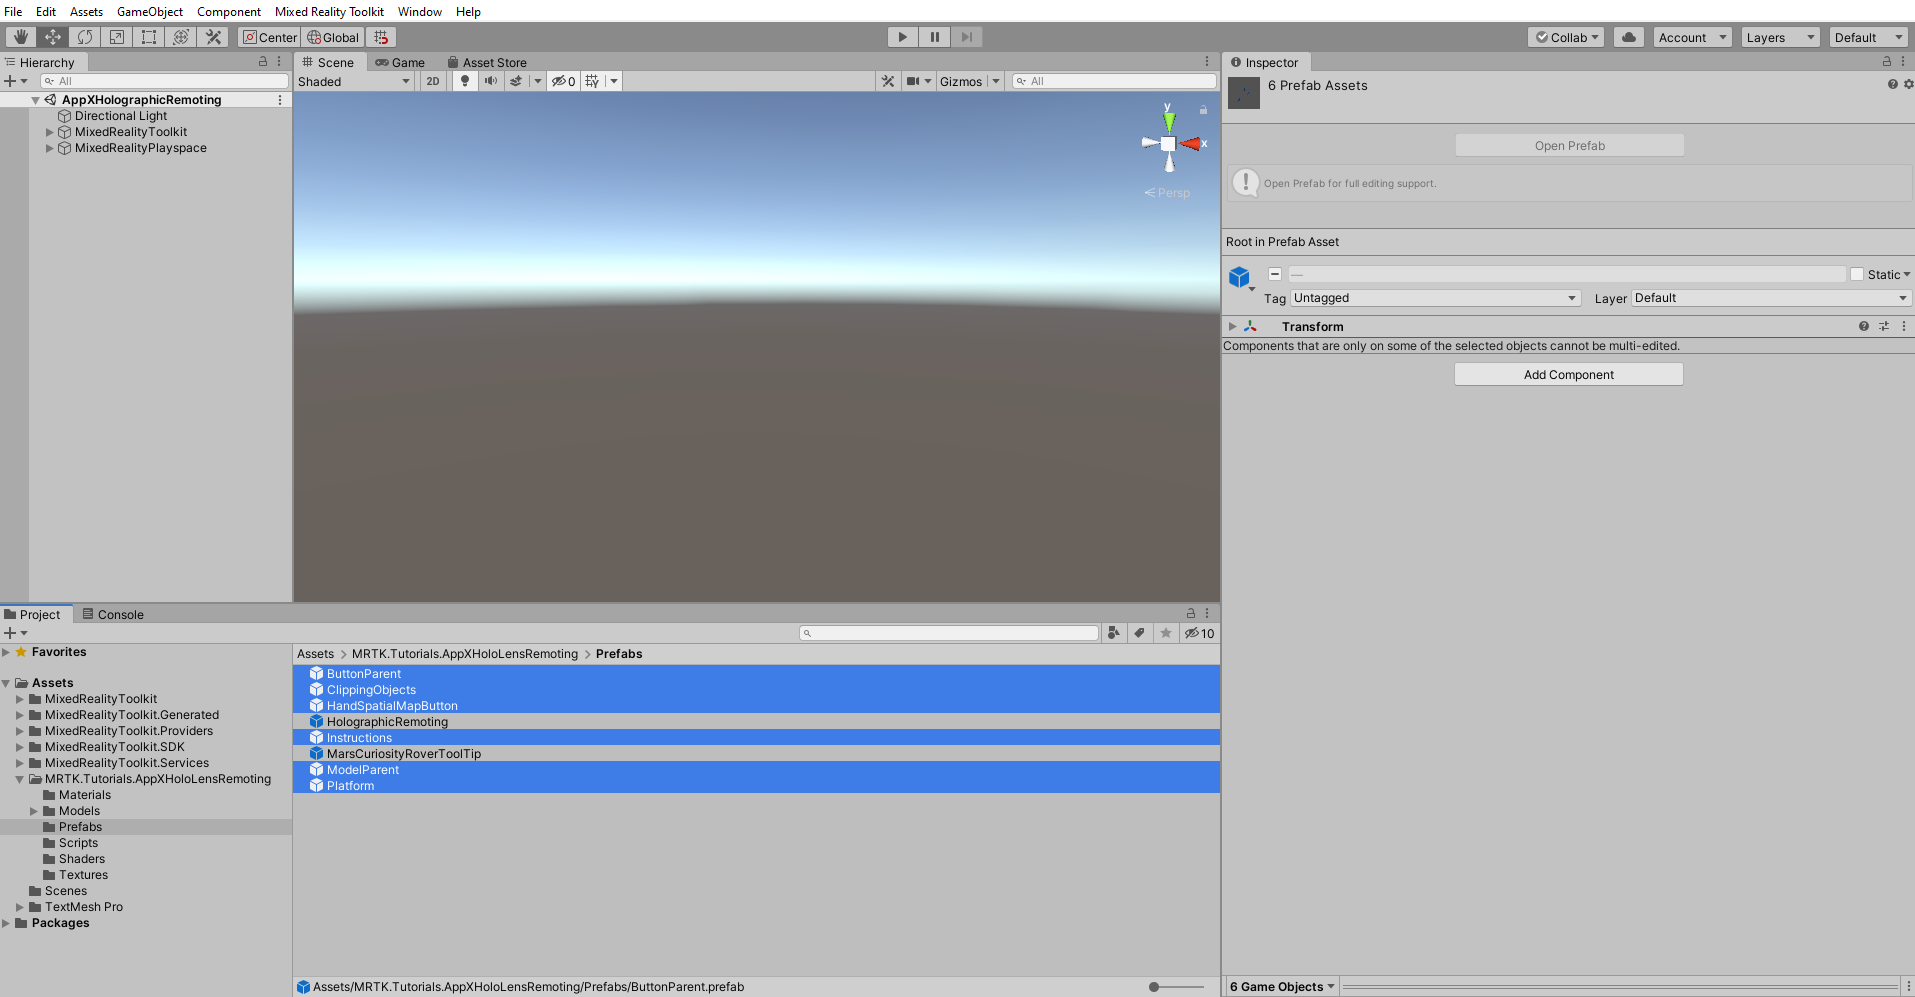 File Edit Assets GameObject Component Mixed Reality Toolkit Window Help
Center Global Collab Account Layers Default
Hierarchy
All
AppXHolographicRemoting
Directional Light
MixedRealityToolkit
MixedRealityPlayspace
Scene Game Asset Store
Shaded 2D 0 Gizmos All
y
x
Persp
Inspector
6 Prefab Assets
Open Prefab
Open Prefab for full editing support.
Root in Prefab Asset
— Static
Tag Untagged Layer Default
Transform
Components that are only on some of the selected objects cannot be multi-edited.
Add Component
Project Console
10
Favorites
Assets
MixedRealityToolkit
MixedRealityToolkit.Generated
MixedRealityToolkit.Providers
MixedRealityToolkit.SDK
MixedRealityToolkit.Services
MRTK.Tutorials.AppXHoloLensRemoting
Materials
Models
Prefabs
Scripts
Shaders
Textures
Scenes
TextMesh Pro
Packages
Assets > MRTK.Tutorials.AppXHoloLensRemoting > Prefabs
ButtonParent
ClippingObjects
HandSpatialMapButton
HolographicRemoting
Instructions
MarsCuriosityRoverToolTip
ModelParent
Platform
Assets/MRTK.Tutorials.AppXHoloLensRemoting/Prefabs/ButtonParent.prefab
6 Game Objects